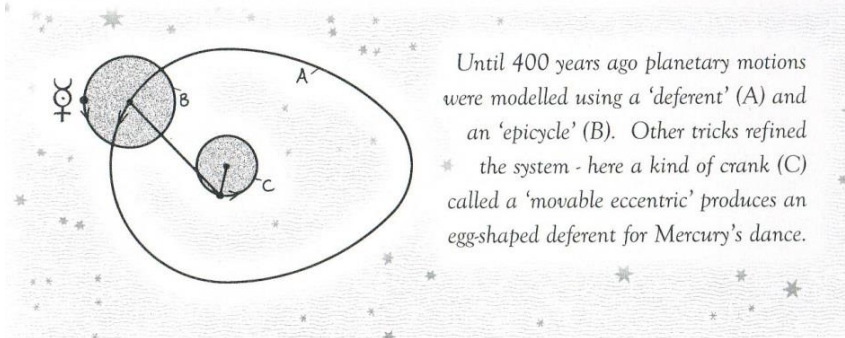 Until 400 years ago planetary motions
were modelled using a 'deferent' (A) and
an 'epicycle' (B). Other tricks refined
the system - here a kind of crank (C)
called a 'movable eccentric' produces an
egg-shaped deferent for Mercury's dance.
A
B
C